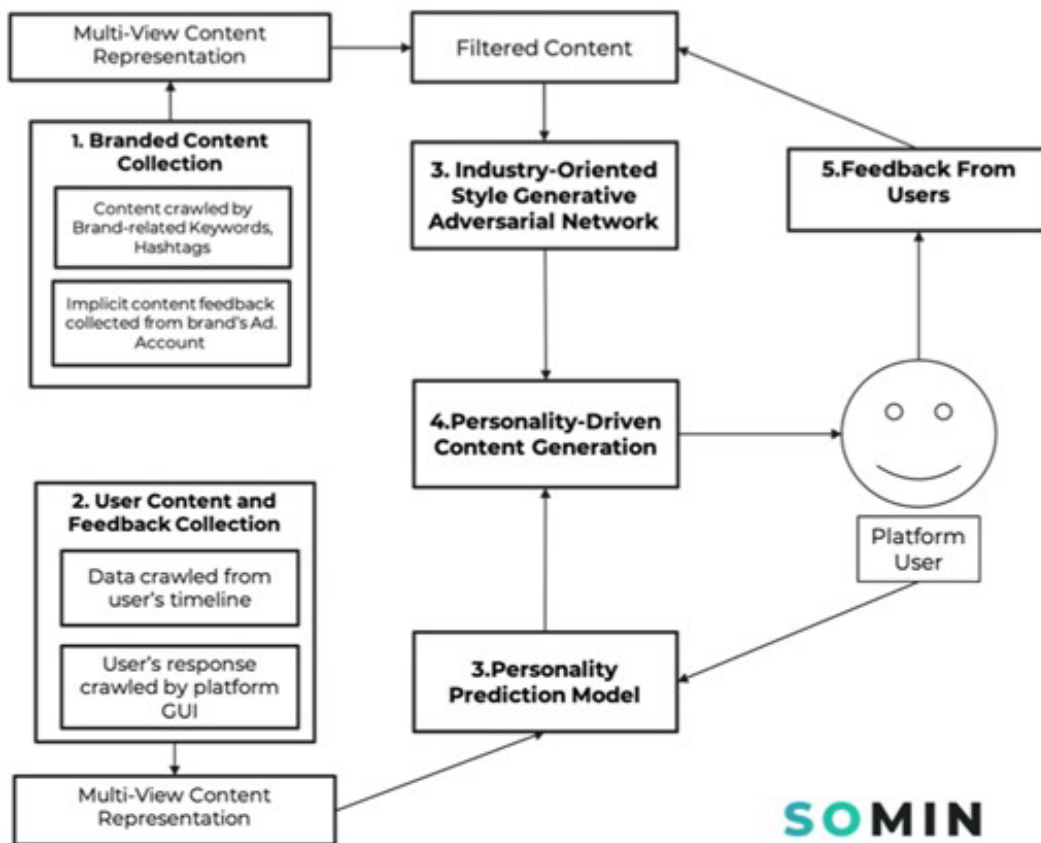 Multi-View Content
Representation
Filtered Content
1. Branded Content
Collection
Content crawled by
Brand-related Keywords,
Hashtags
Implicit content feedback
collected from brand's Ad.
Account
3. Industry-Oriented
Style Generative
Adversarial Network
5.Feedback From
Users
4.Personality-Driven
Content Generation
Platform
User
2. User Content and
Feedback Collection
Data crawled from
user's timeline
User's response
crawled by platform
GUI
3.Personality
Prediction Model
Multi-View Content
Representation
SOMIN